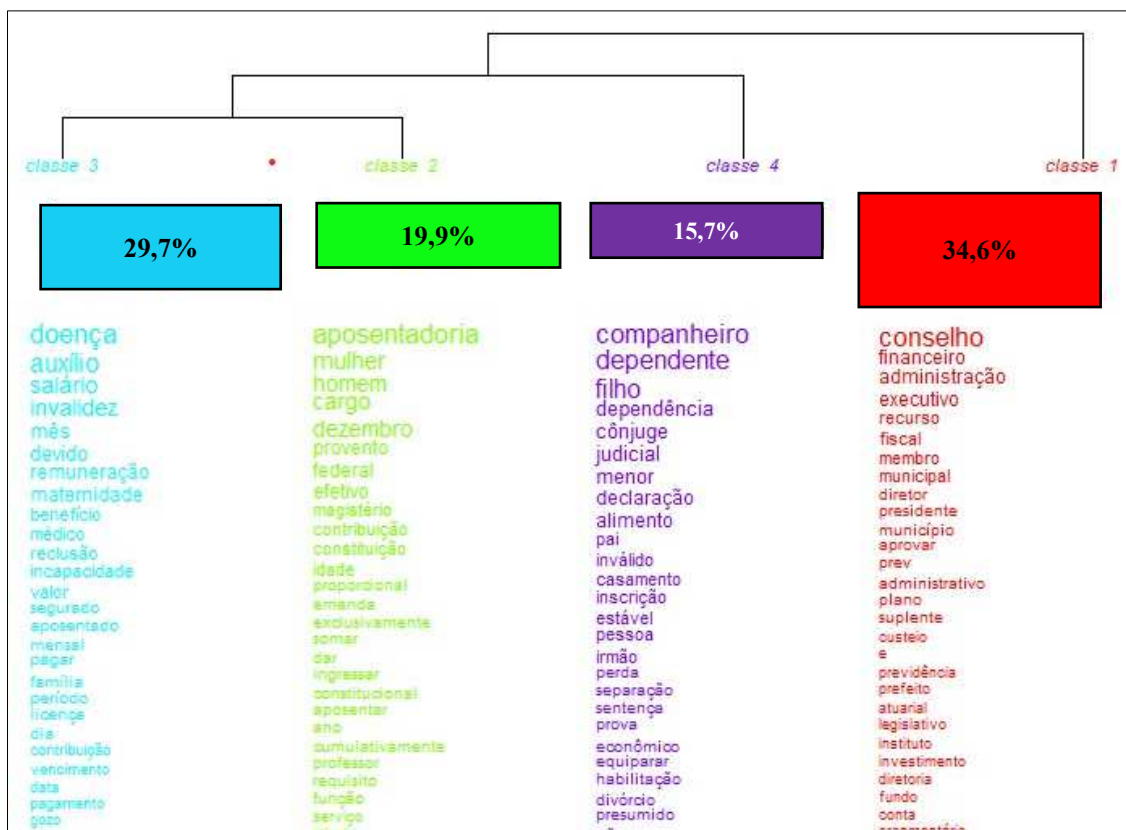 classe 3
classe 2
classe 4
classe 1
29,7%
19,9%
15,7%
34,6%
doença
auxílio
salário
invalidez
mês
devido
remuneração
maternidade
benefício
médico
reclusão
incapacidade
valor
segurado
aposentado
mensal
pagar
família
período
licença
dia
contribuição
vencimento
data
pagamento
gozo
aposentadoria
mulher
homem
cargo
dezembro
provento
federal
efetivo
magistério
contribuição
constituição
idade
proporcional
emenda
exclusivamente
somar
dar
ingressar
constitucional
aposentar
ano
cumulativamente
professor
requisito
função
serviço
companheiro
dependente
filho
dependência
cônjuge
judicial
menor
declaração
alimento
pai
inválido
casamento
inscrição
estável
pessoa
irmão
perda
separação
sentença
prova
econômico
equiparar
habilitação
divórcio
presumido
conselho
financeiro
administração
executivo
recurso
fiscal
membro
municipal
diretor
presidente
município
aprovar
prev
administrativo
plano
suplente
custeio
e
previdência
prefeito
atuarial
legislativo
instituto
investimento
diretoria
fundo
conta